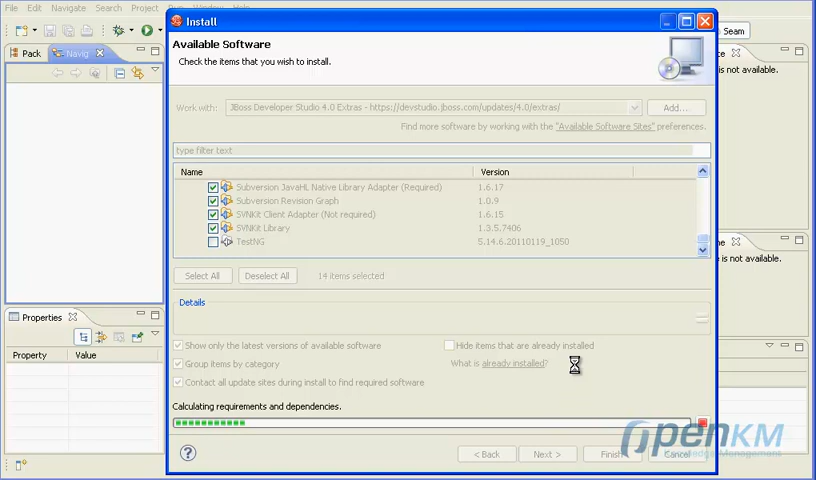 File Edit Navigate Search Project JBoss Run Window Help
Install
Available Software
Check the items that you wish to install.
Pack
Navig
Seam
Work with:
JBoss Developer Studio 4.0 Extras - https://devstudio.jboss.com/updates/4.0/extras/
Add...
Find more software by working with the "Available Software Sites" preferences.
type filter text
is not available.
Name
Version
Subversion JavaHL Native Library Adapter (Required)
1.6.17
Subversion Revision Graph
1.0.9
SVNKit Client Adapter (Not required)
1.6.15
SVNKit Library
1.3.5.7406
TestNG
5.14.6.20110119_1050
is not available.
Select All
Deselect All
14 items selected
Details
Properties
Show only the latest versions of available software
Hide items that are already installed
Property
Value
Group items by category
What is already installed?
Contact all update sites during install to find required software
Calculating requirements and dependencies.
OpenKM
Knowledge Management
< Back
Next >
Finish
Cancel